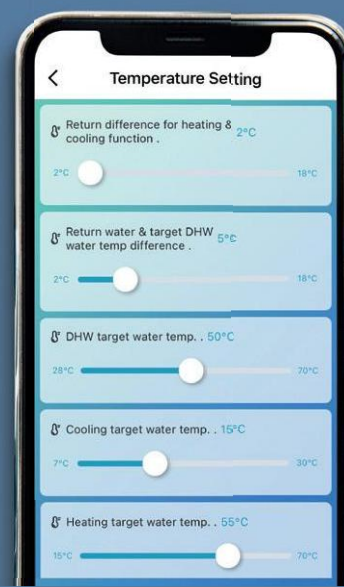 Temperature Setting
Return difference for heating &
cooling function . 2°C
2°C 18°C
Return water & target DHW
water temp difference . 5°C
2°C 18°C
DHW target water temp. . 50°C
28°C 70°C
Cooling target water temp. . 15°C
7°C 30°C
Heating target water temp. . 55°C
15°C 70°C